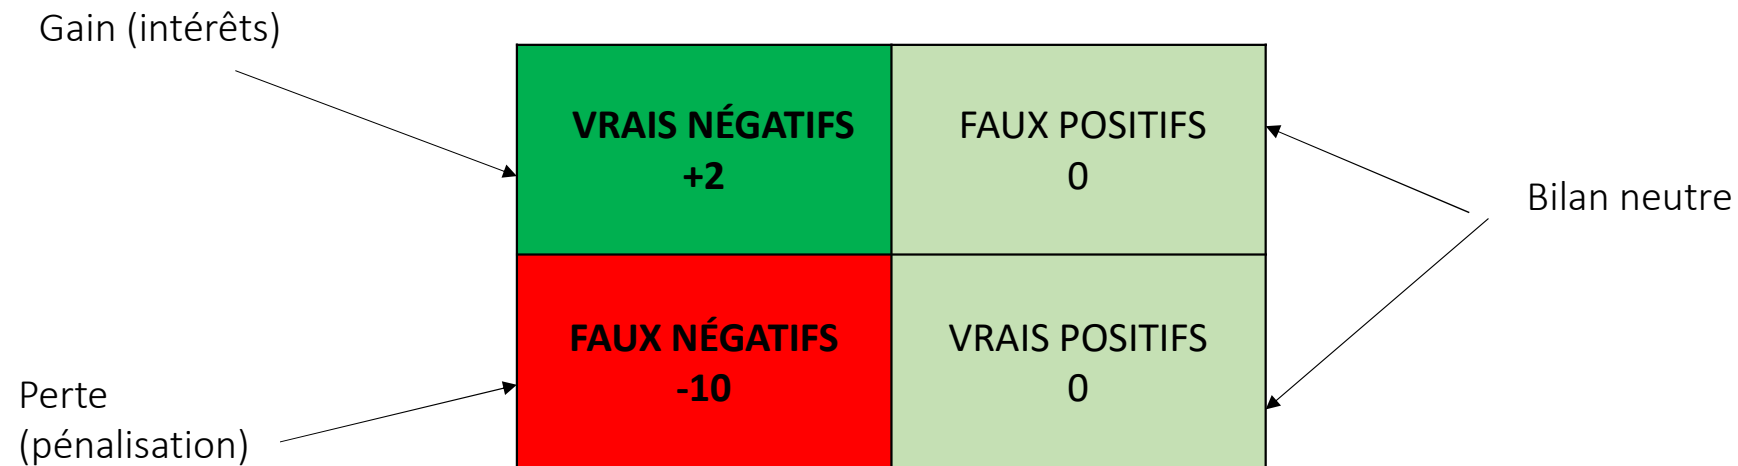 Gain (intérêts)
VRAIS NÉGATIFS
+2
FAUX POSITIFS
0
Bilan neutre
FAUX NÉGATIFS
-10
VRAIS POSITIFS
0
Perte
(pénalisation)